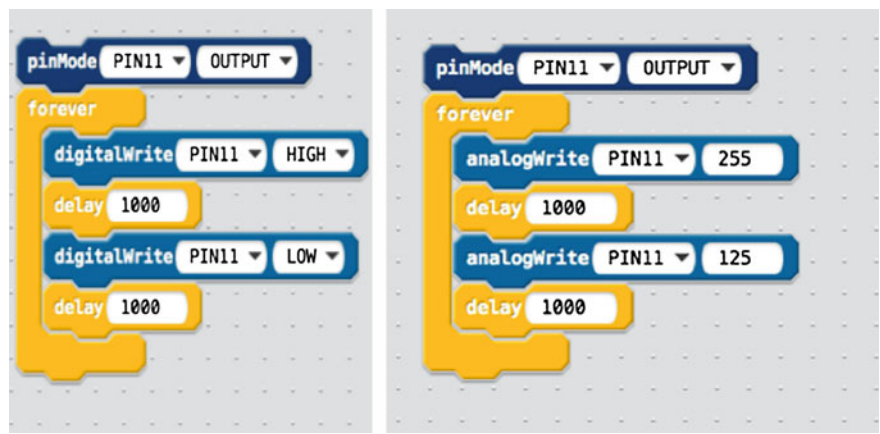 pinMode PIN11 OUTPUT
forever
digitalWrite PIN11 HIGH
delay 1000
digitalWrite PIN11 LOW
delay 1000
pinMode PIN11 OUTPUT
forever
analogWrite PIN11 255
delay 1000
analogWrite PIN11 125
delay 1000